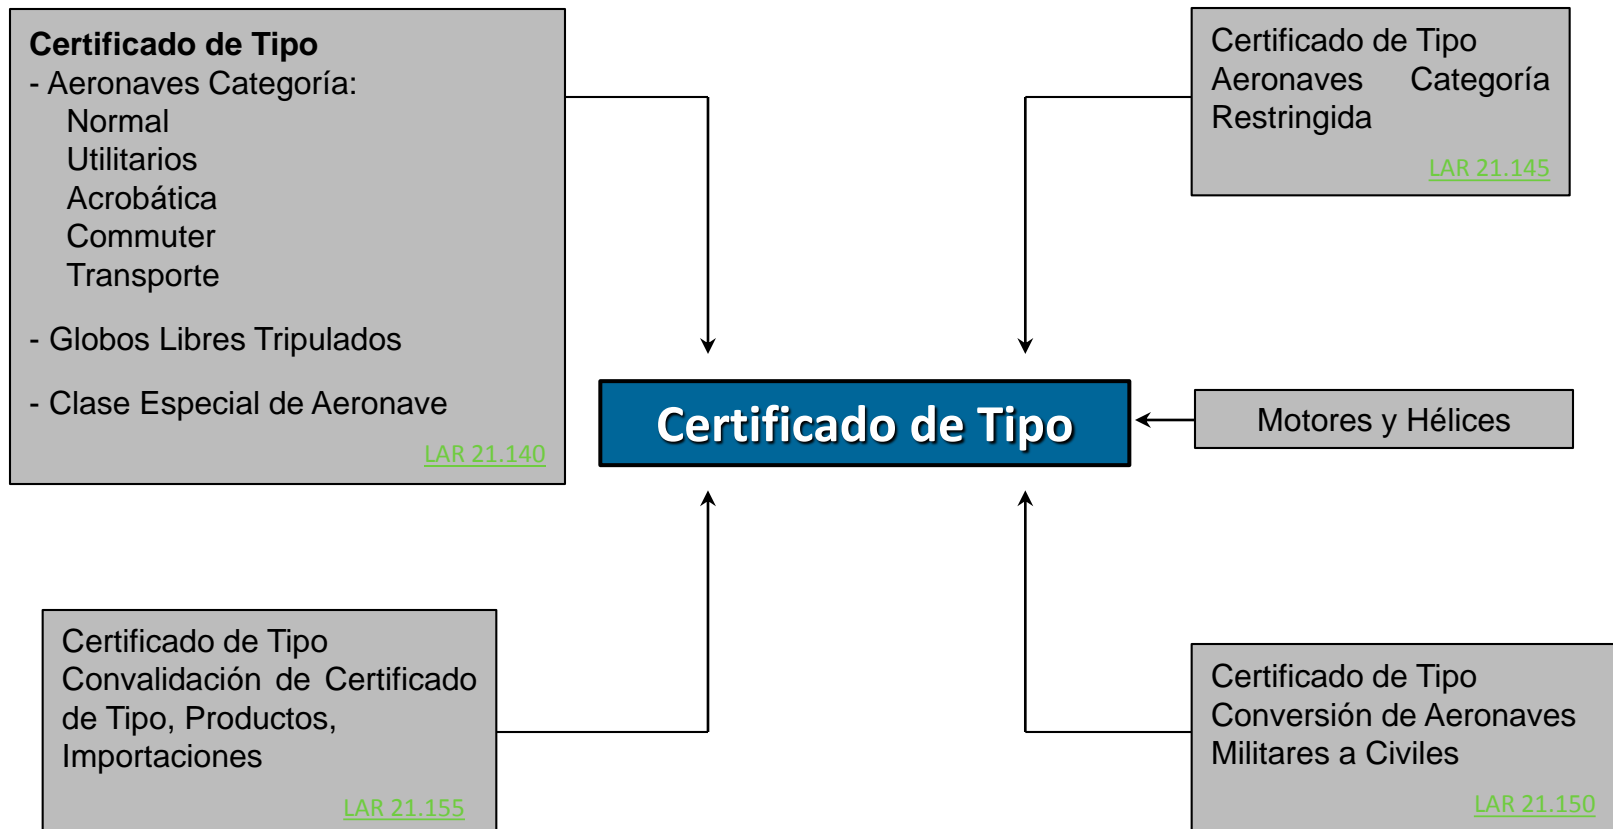 Certificado de Tipo
- Aeronaves Categoría:
Normal
Utilitarios
Acrobática
Commuter
Transporte
- Globos Libres Tripulados
- Clase Especial de Aeronave
LAR 21.140
Certificado de Tipo
Aeronaves Categoría
Restringida
LAR 21.145
Certificado de Tipo
Motores y Hélices
Certificado de Tipo
Convalidación de Certificado
de Tipo, Productos,
Importaciones
LAR 21.155
Certificado de Tipo
Conversión de Aeronaves
Militares a Civiles
LAR 21.150